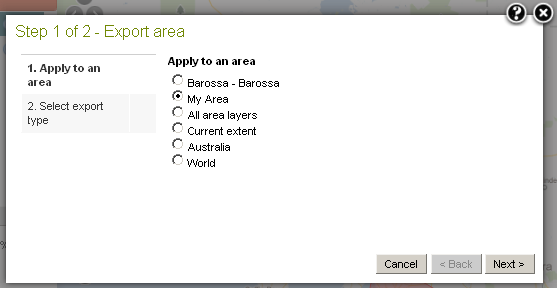 Step 1 of 2 - Export area
1. Apply to an
area
2. Select export
type
Apply to an area
Barossa - Barossa
My Area
All area layers
Current extent
Australia
World
Cancel
< Back
Next >